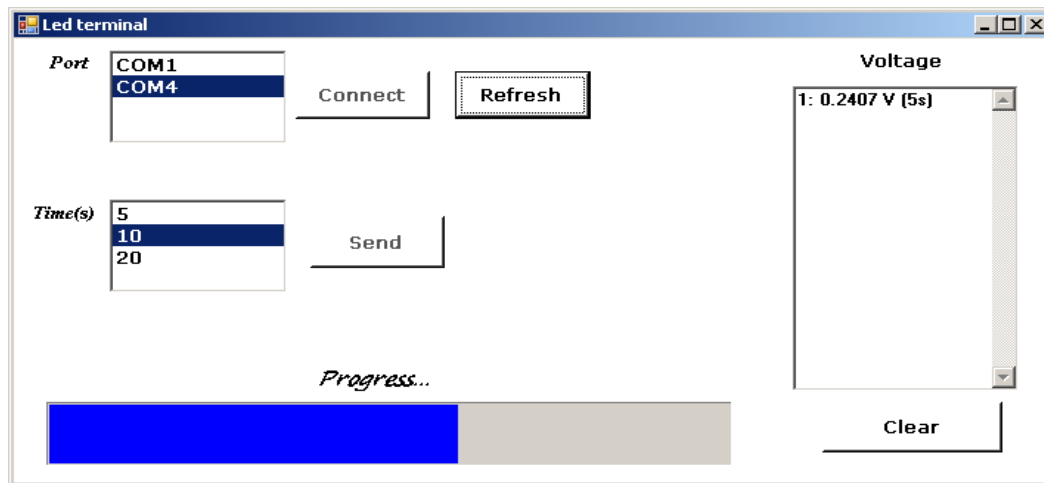 Led terminal
Port
COM1
COM4
Connect
Refresh
Voltage
1: 0.2407 V (5s)
Time(s)
5
10
20
Send
Progress...
Clear